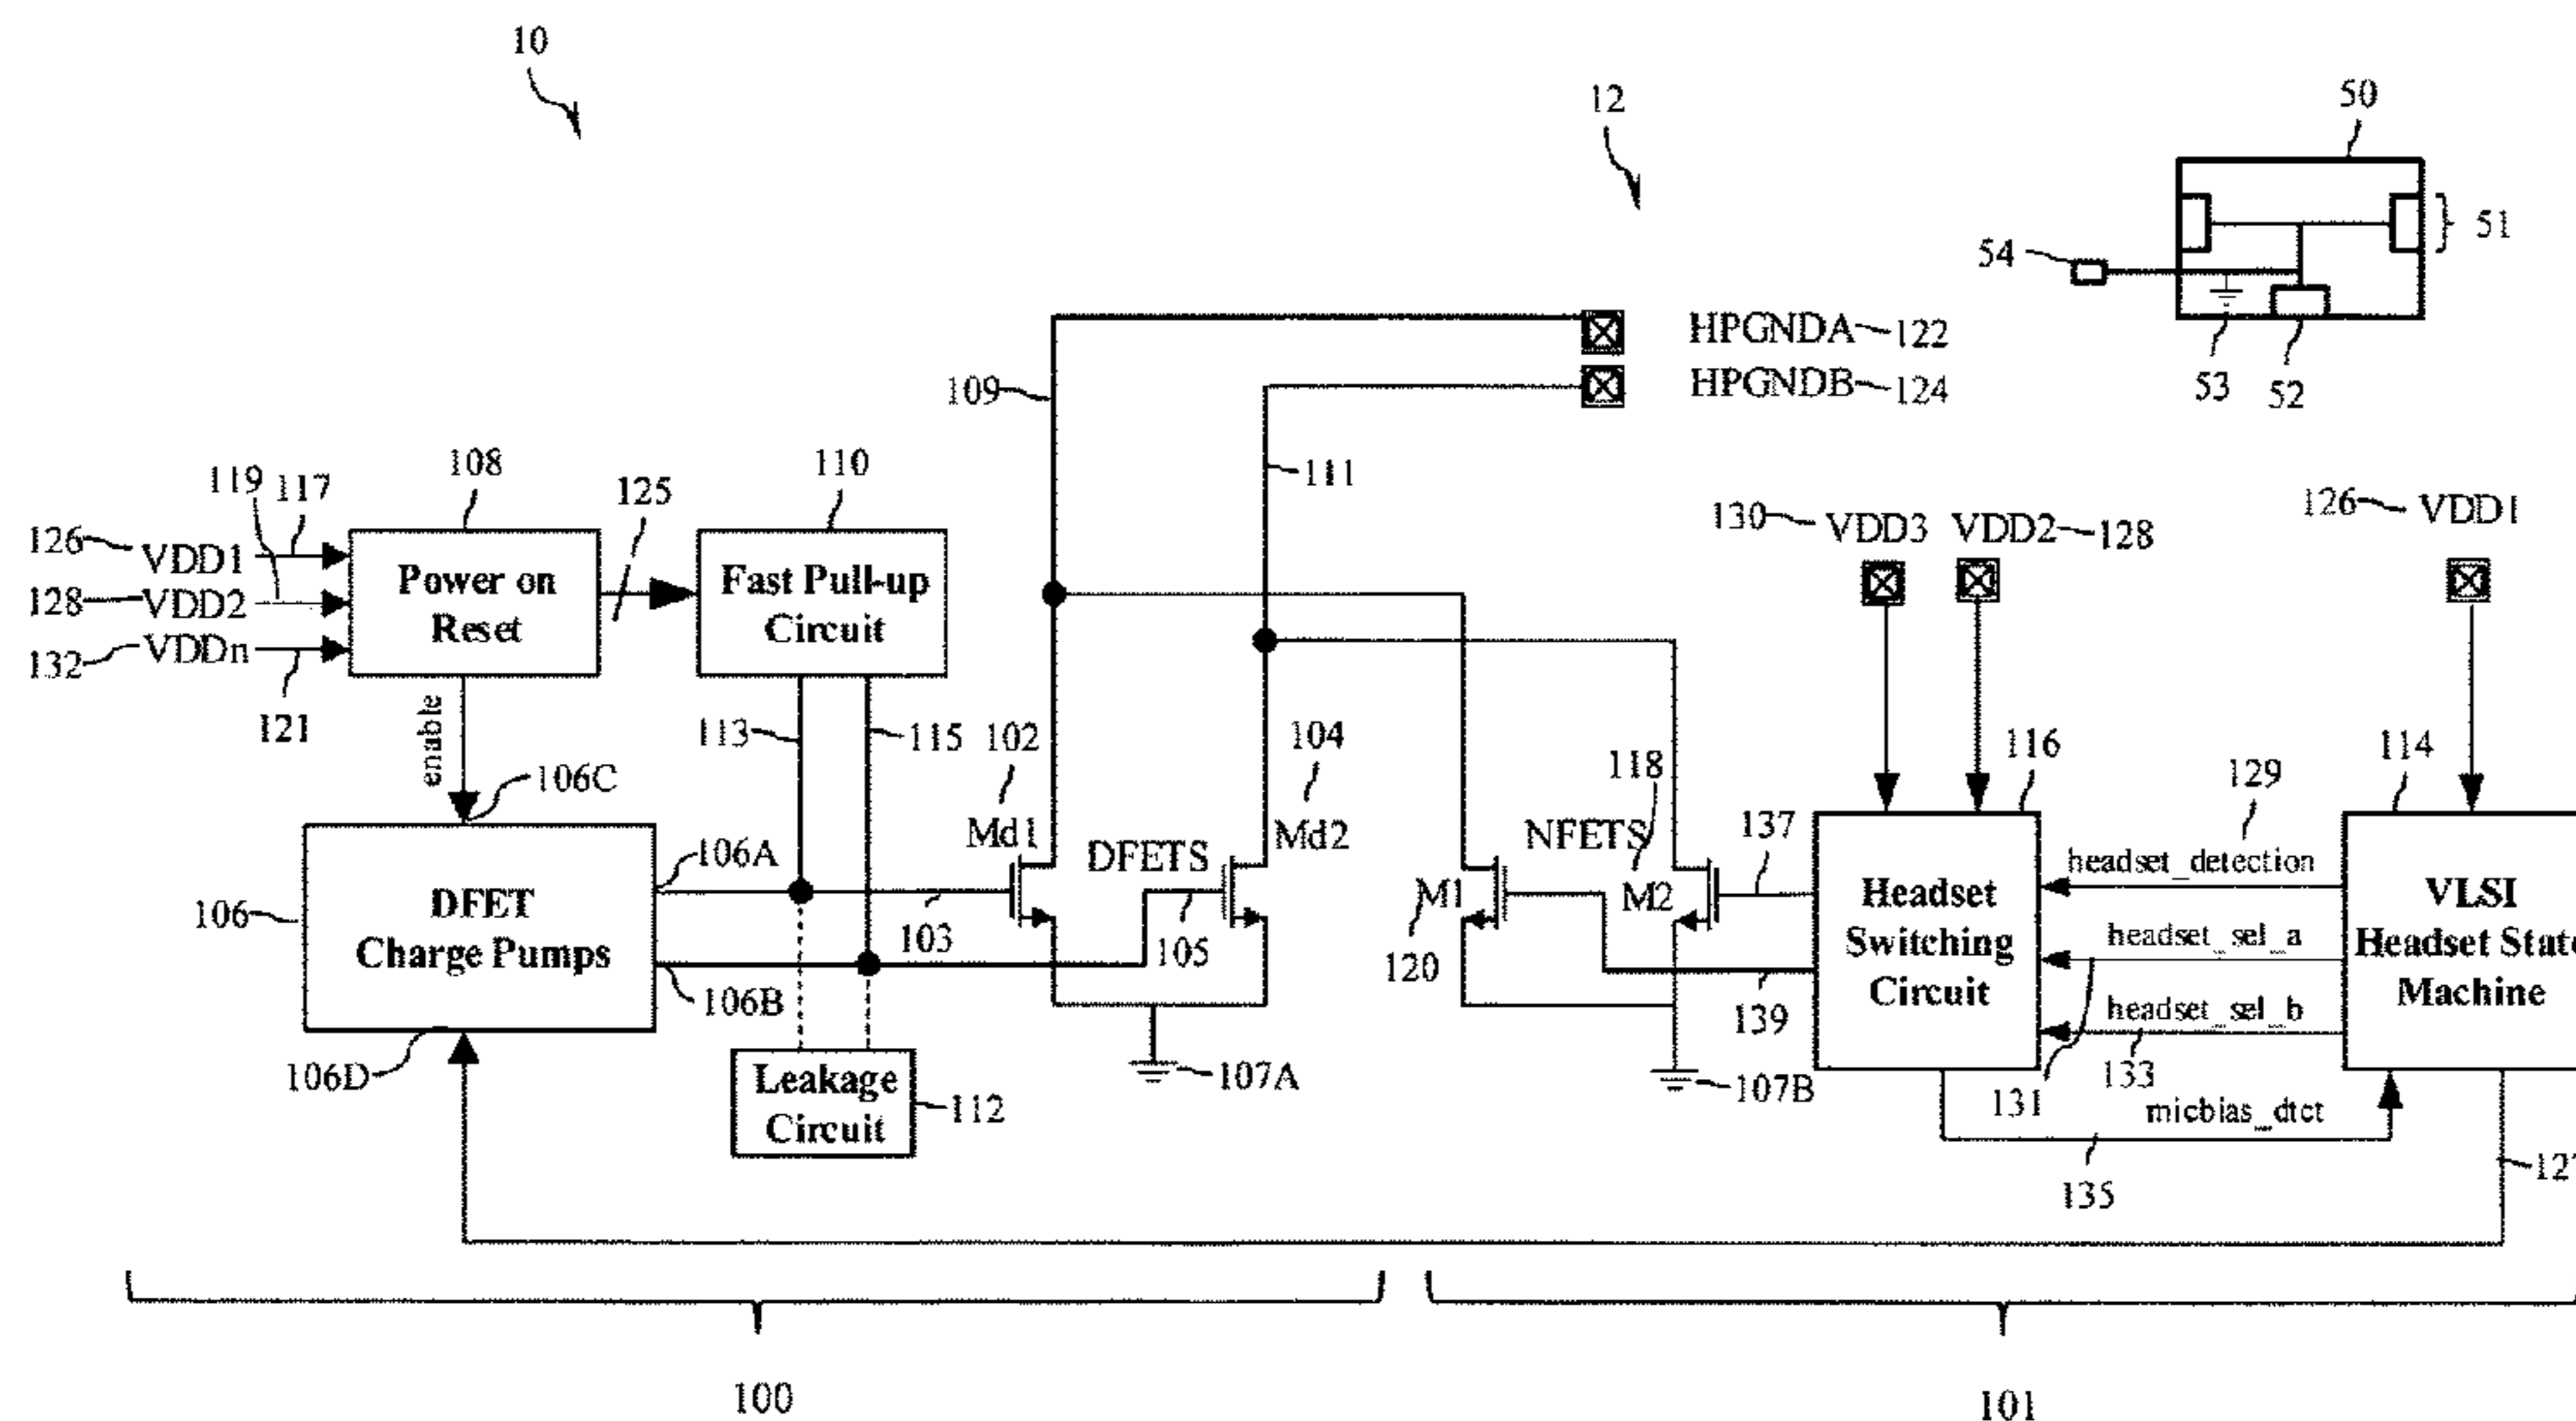 10
12
50
51
54
53
52
HPGNDA
122
HPGNDB
124
109
111
119
117
108
125
110
126
VDD1
128
VDD2
132
VDDn
121
Power on
Reset
Fast Pull-up
Circuit
130
VDD3
VDD2
128
126
VDD1
enable
106C
113
115
102
Md1
DFETS
104
Md2
106
DFET
Charge Pumps
106A
106B
106D
103
105
107A
Leakage
Circuit
112
NFETS
118
M1
120
M2
137
139
107B
116
Headset
Switching
Circuit
129
headset_detection
headset_sel_a
headset_sel_b
131
133
micbias_dtct
135
114
VLSI
Headset State
Machine
127
100
101